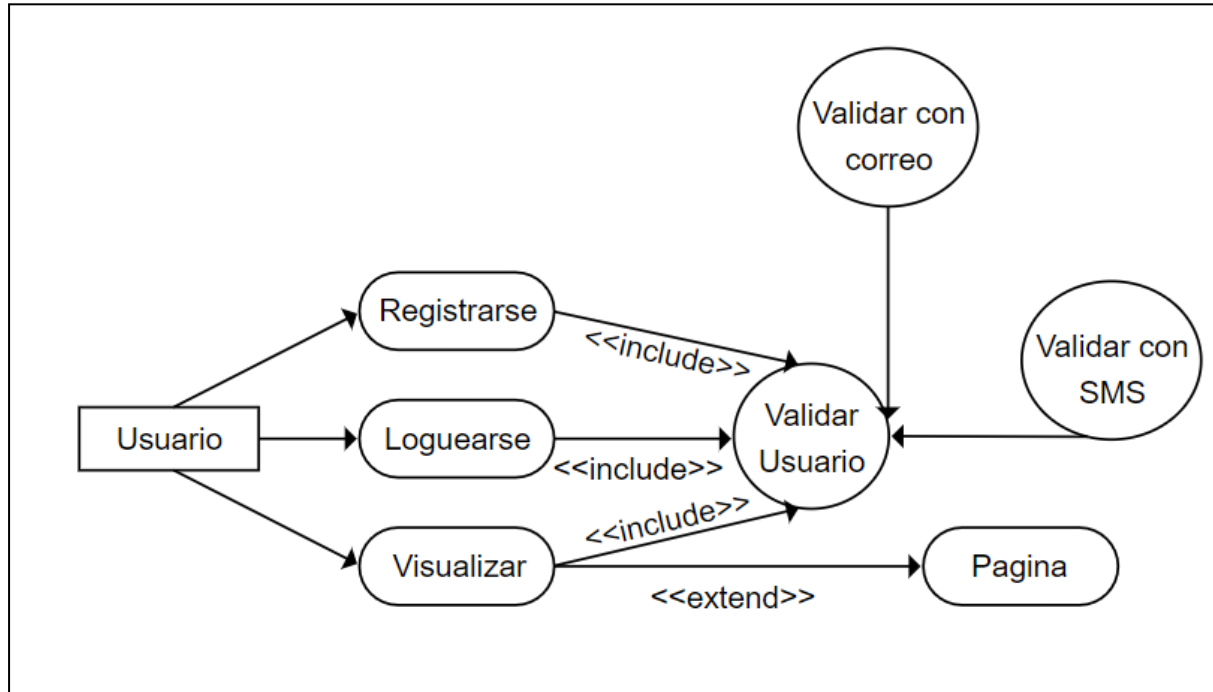 Validar con
correo
Registrarse
<<include>>
Validar con
SMS
Usuario
Loguearse
<<include>>
Validar
Usuario
<<include>>
Visualizar
<<extend>>
Pagina